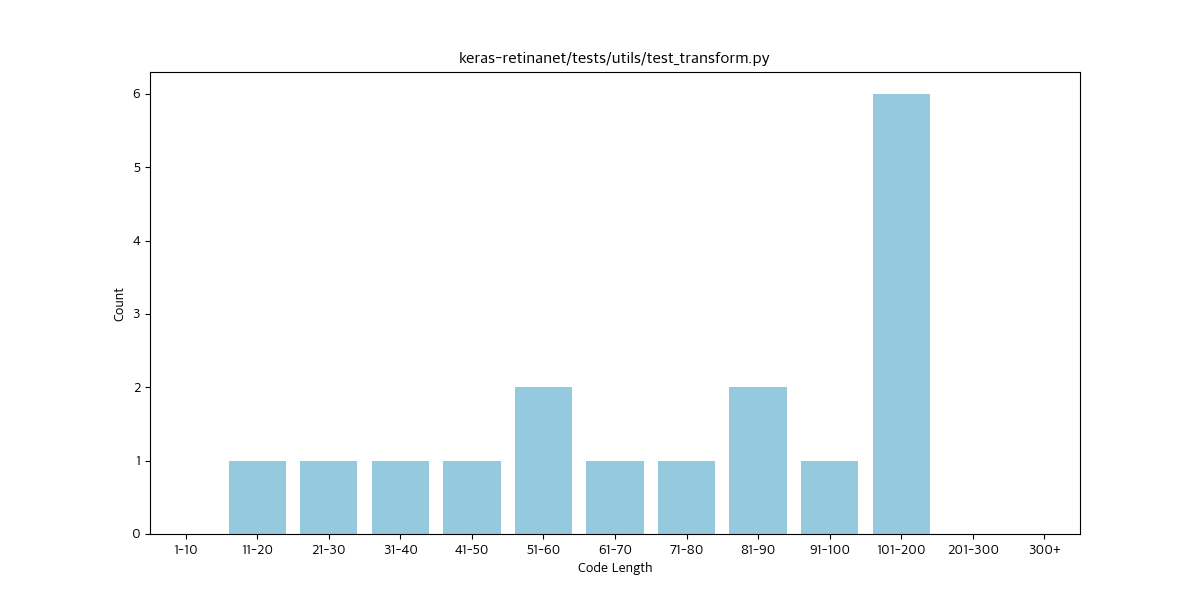 keras-retinanet/tests/utils/test_transform.py
6
5
4
3
2
1
0
Count
1-10 11-20 21-30 31-40 41-50 51-60 61-70 71-80 81-90 91-100 101-200 201-300 300+
Code Length